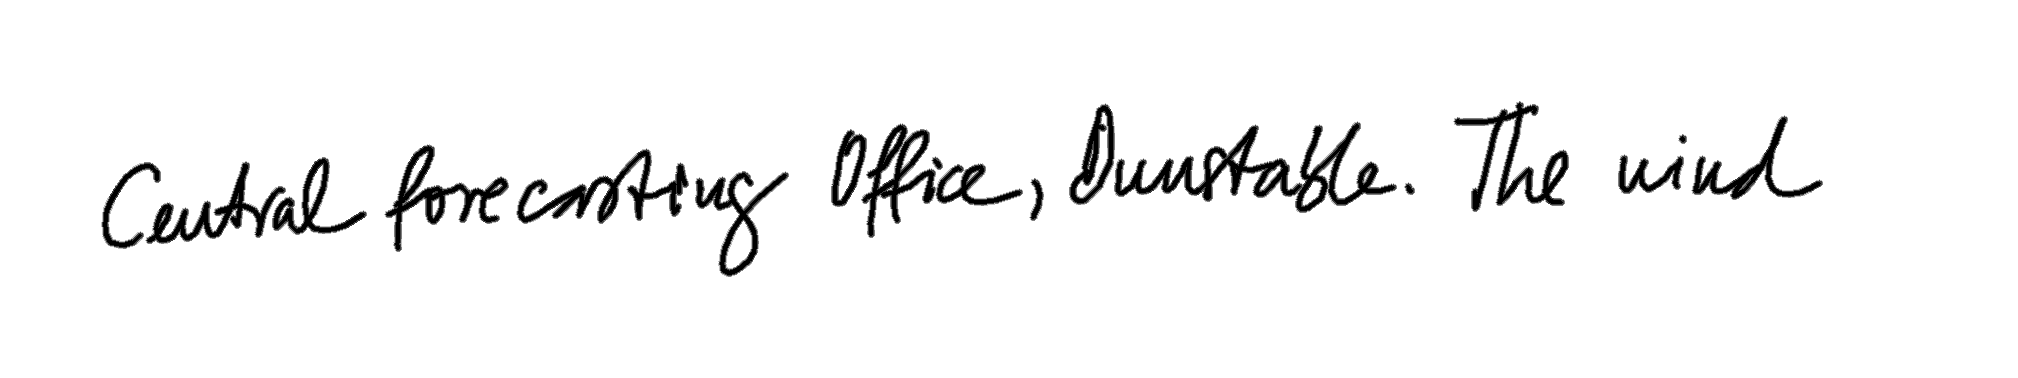 Central forecasting Office, Dunstable. The wind